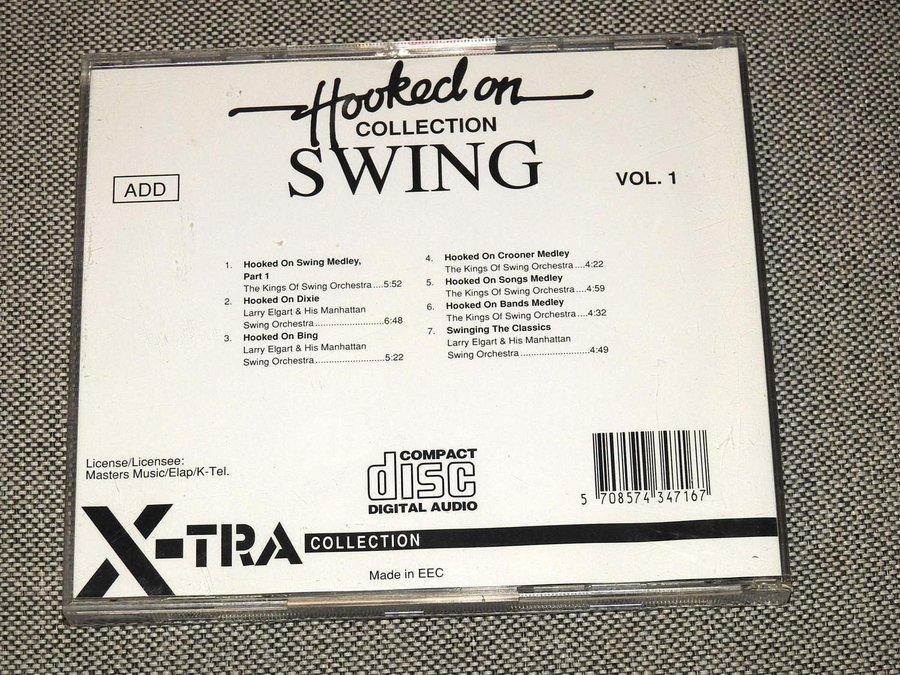 Hooked on
COLLECTION
SWING
ADD
VOL. 1
1. Hooked On Swing Medley,
Part 1
The Kings Of Swing Orchestra....5:52
2. Hooked On Dixie
Larry Elgart & His Manhattan
Swing Orchestra........................6:48
3. Hooked On Bing
Larry Elgart & His Manhattan
Swing Orchestra........................5:22
4. Hooked On Crooner Medley
The Kings Of Swing Orchestra....4:22
5. Hooked On Songs Medley
The Kings Of Swing Orchestra....4:59
6. Hooked On Bands Medley
The Kings Of Swing Orchestra....4:32
7. Swinging The Classics
Larry Elgart & His Manhattan
Swing Orchestra........................4:49
License/Licensee:
Masters Music/Elap/K-Tel.
COMPACT
disc
DIGITAL AUDIO
5 708574 347167
X-TRA COLLECTION
Made in EEC